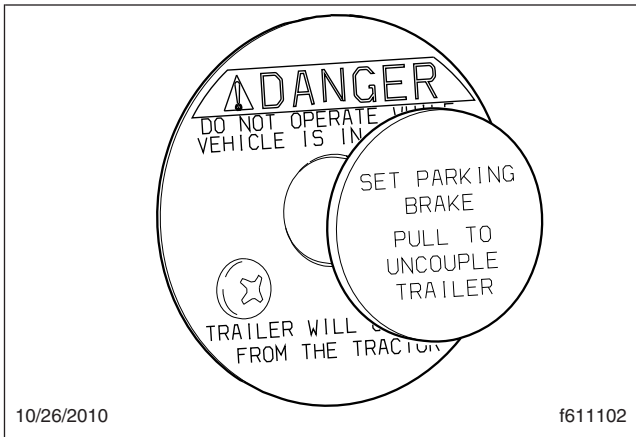 DANGER
DO NOT OPERATE
VEHICLE IS IN
SET PARKING
BRAKE
PULL TO
UNCOUPLE
TRAILER
TRAILER WILL
FROM THE TRACTOR
10/26/2010
f611102